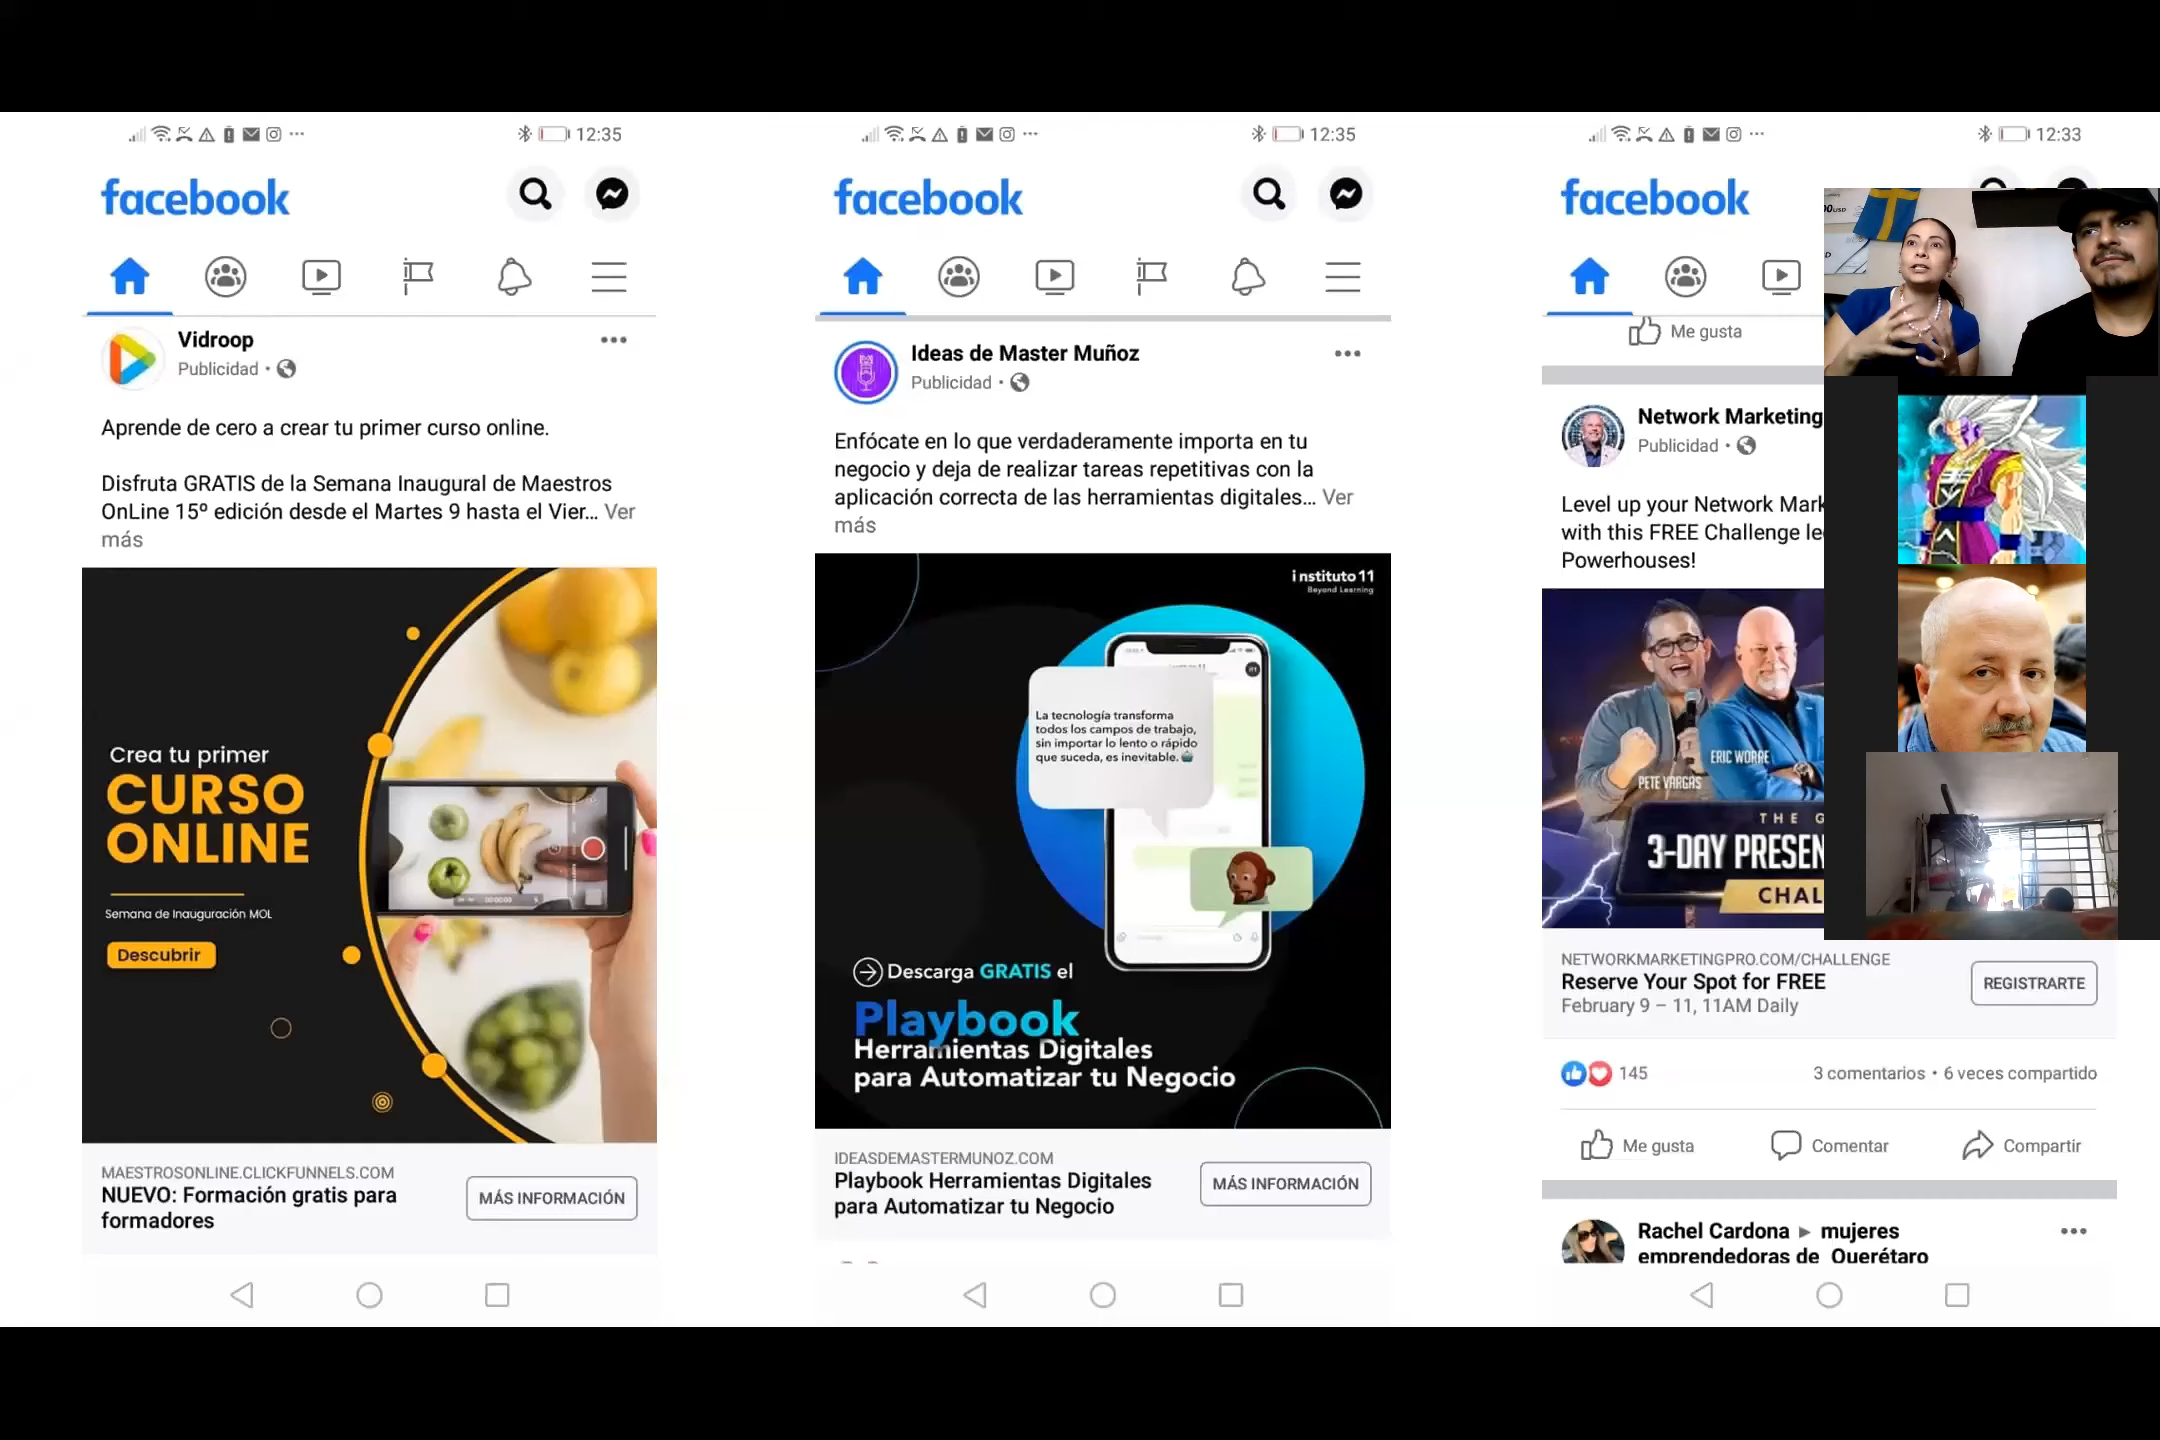 12:35
facebook
Vidroop
Publicidad
Aprende de cero a crear tu primer curso online.
Disfruta GRATIS de la Semana Inaugural de Maestros
OnLine 15º edición desde el Martes 9 hasta el Vier... Ver
más
Crea tu primer
CURSO
ONLINE
Semana de Inauguración MOL
Descubrir
MAESTROSONLINE.CLICKFUNNELS.COM
NUEVO: Formación gratis para
formadores
MÁS INFORMACIÓN
12:35
facebook
Ideas de Master Muñoz
Publicidad
Enfócate en lo que verdaderamente importa en tu
negocio y deja de realizar tareas repetitivas con la
aplicación correcta de las herramientas digitales... Ver
más
instituto 11
Beyond Learning
La tecnología transforma
todos los campos de trabajo,
sin importar lo lento o rápido
que suceda, es inevitable.
Descarga GRATIS el
Playbook
Herramientas Digitales
para Automatizar tu Negocio
IDEASDEMASTERMUNOZ.COM
Playbook Herramientas Digitales
para Automatizar tu Negocio
MÁS INFORMACIÓN
12:33
facebook
Me gusta
Network Marketing
Publicidad
Level up your Network Mark
with this FREE Challenge le
Powerhouses!
ERIC WORRE
PETE VARGAS
THE G
3-DAY PRESEN
CHAL
NETWORKMARKETINGPRO.COM/CHALLENGE
Reserve Your Spot for FREE
February 9 – 11, 11AM Daily
REGISTRARTE
145
3 comentarios • 6 veces compartido
Me gusta
Comentar
Compartir
Rachel Cardona ▸ mujeres
emprendedoras de Querétaro